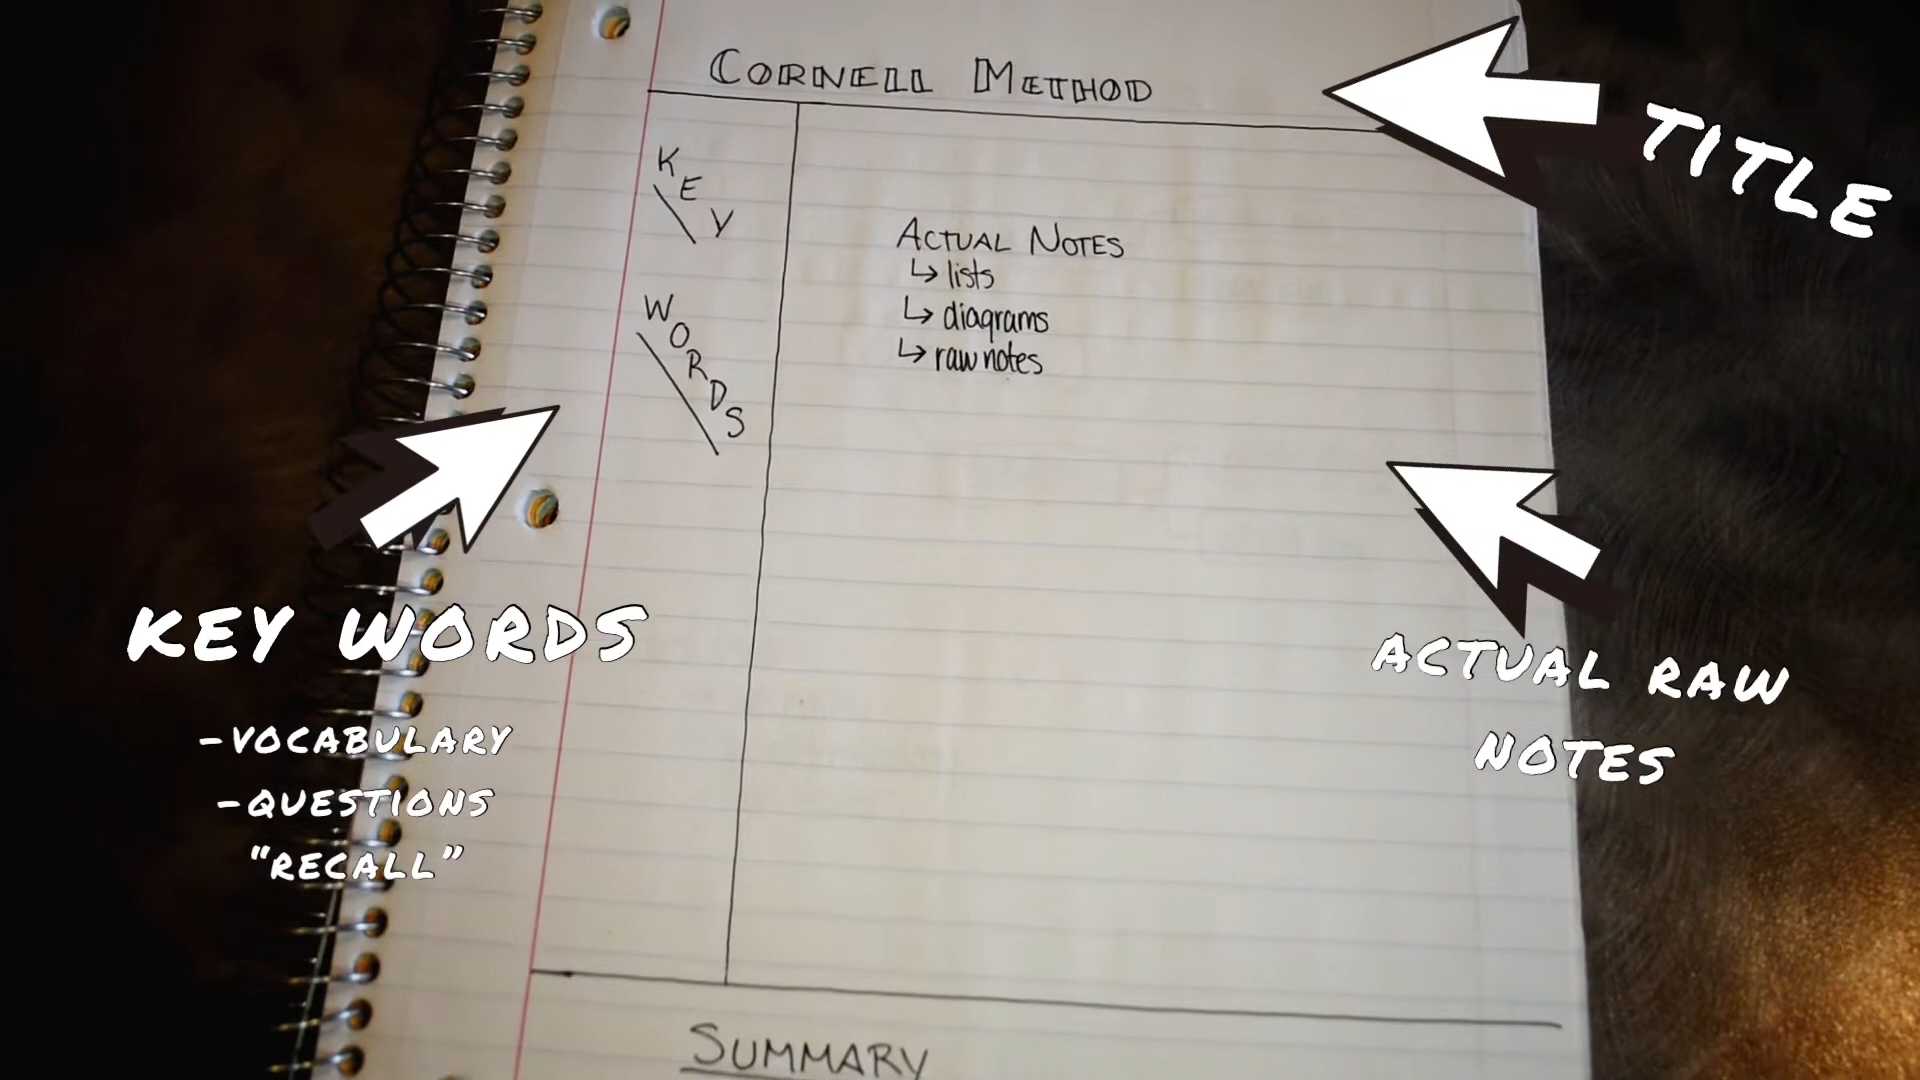 CORNELL METHOD
TITLE
KEY
WORDS
ACTUAL NOTES
↳ lists
↳ diagrams
↳ raw notes
KEY WORDS
-VOCABULARY
-QUESTIONS
"RECALL"
ACTUAL RAW
NOTES
SUMMARY